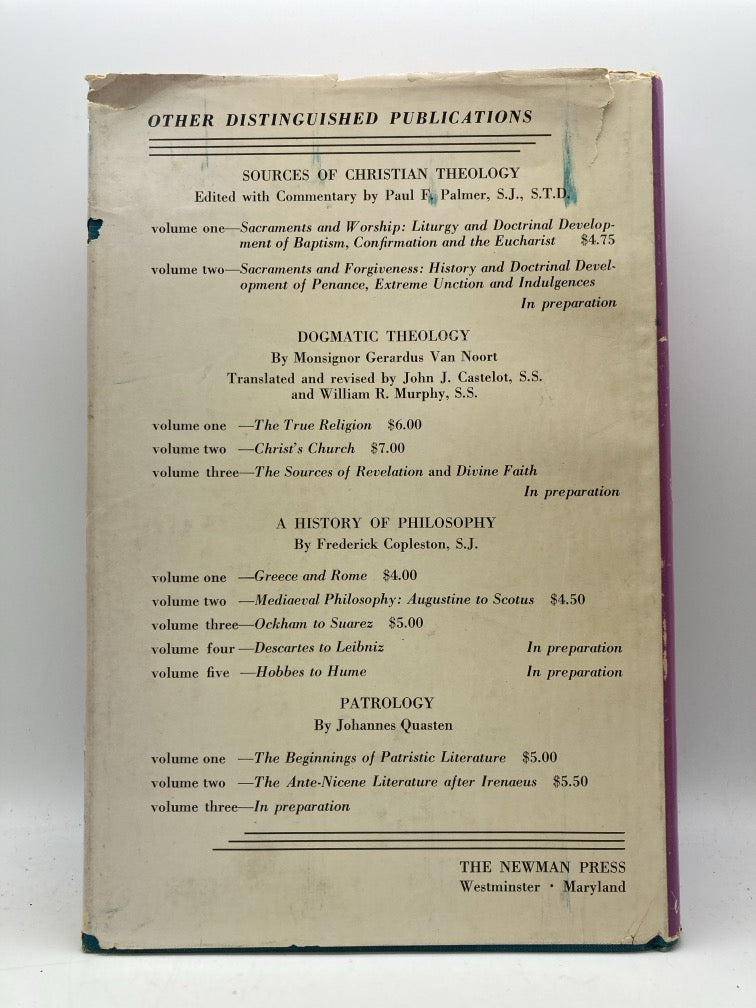 OTHER DISTINGUISHED PUBLICATIONS
SOURCES OF CHRISTIAN THEOLOGY
Edited with Commentary by Paul F. Palmer, S.J., S.T.D.
volume one—Sacraments and Worship: Liturgy and Doctrinal Develop-
ment of Baptism, Confirmation and the Eucharist $4.75
volume two—Sacraments and Forgiveness: History and Doctrinal Devel-
opment of Penance, Extreme Unction and Indulgences
In preparation
DOGMATIC THEOLOGY
By Monsignor Gerardus Van Noort
Translated and revised by John J. Castelot, S.S.
and William R. Murphy, S.S.
volume one —The True Religion $6.00
volume two —Christ's Church $7.00
volume three—The Sources of Revelation and Divine Faith
In preparation
A HISTORY OF PHILOSOPHY
By Frederick Copleston, S.J.
volume one —Greece and Rome $4.00
volume two —Mediaeval Philosophy: Augustine to Scotus $4.50
volume three—Ockham to Suarez $5.00
volume four—Descartes to Leibniz In preparation
volume five —Hobbes to Hume In preparation
PATROLOGY
By Johannes Quasten
volume one —The Beginnings of Patristic Literature $5.00
volume two —The Ante-Nicene Literature after Irenaeus $5.50
volume three—In preparation
THE NEWMAN PRESS
Westminster • Maryland